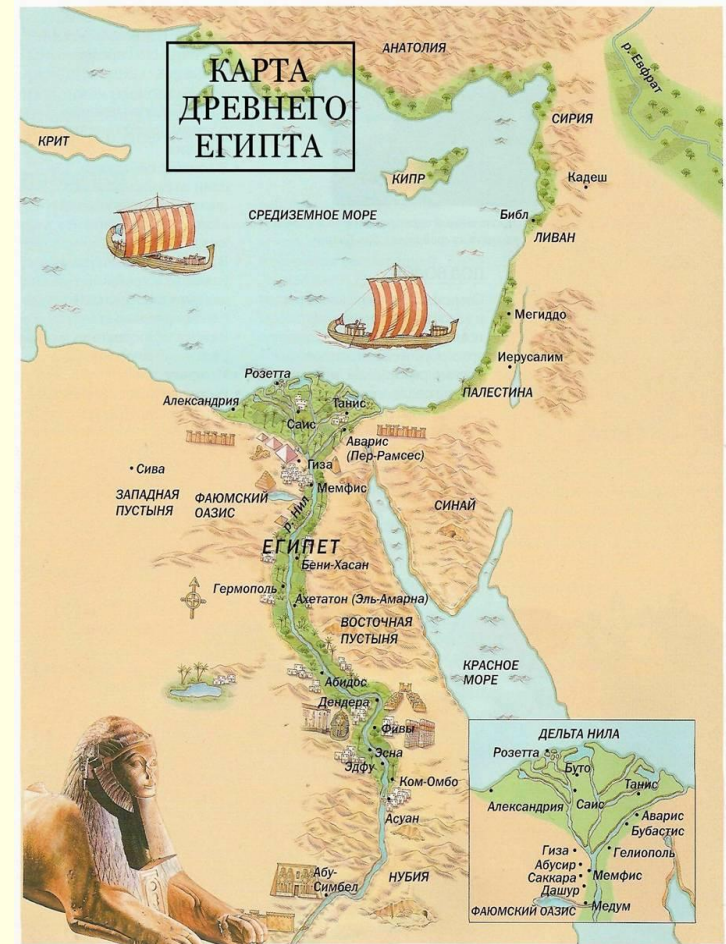 КАРТА
ДРЕВНЕГО
ЕГИПТА
АНАТОЛИЯ
р. Евфрат
СИРИЯ
КРИТ
КИПР
Кадеш
СРЕДИЗЕМНОЕ МОРЕ
Библ
ЛИВАН
Мегиддо
Иерусалим
ПАЛЕСТИНА
Розетта
Александрия
Танис
Саис
Аварис
(Пер-Рамсес)
Гиза
Сива
Мемфис
ЗАПАДНАЯ
ПУСТЫНЯ
ФАЮМСКИЙ
ОАЗИС
р. Нил
СИНАЙ
ЕГИПЕТ
Бени-Хасан
Гермополь
Ахетатон (Эль-Амарна)
ВОСТОЧНАЯ
ПУСТЫНЯ
КРАСНОЕ
МОРЕ
Абидос
Дендера
Фивы
Эсна
Эдфу
Ком-Омбо
Асуан
Абу-
Симбел
НУБИЯ
ДЕЛЬТА НИЛА
Розетта
Буто
Танис
Александрия
Саис
Аварис
Бубастис
Гиза
Гелиополь
Абусир
Саккара
Мемфис
Дашур
ФАЮМСКИЙ ОАЗИС
Медум